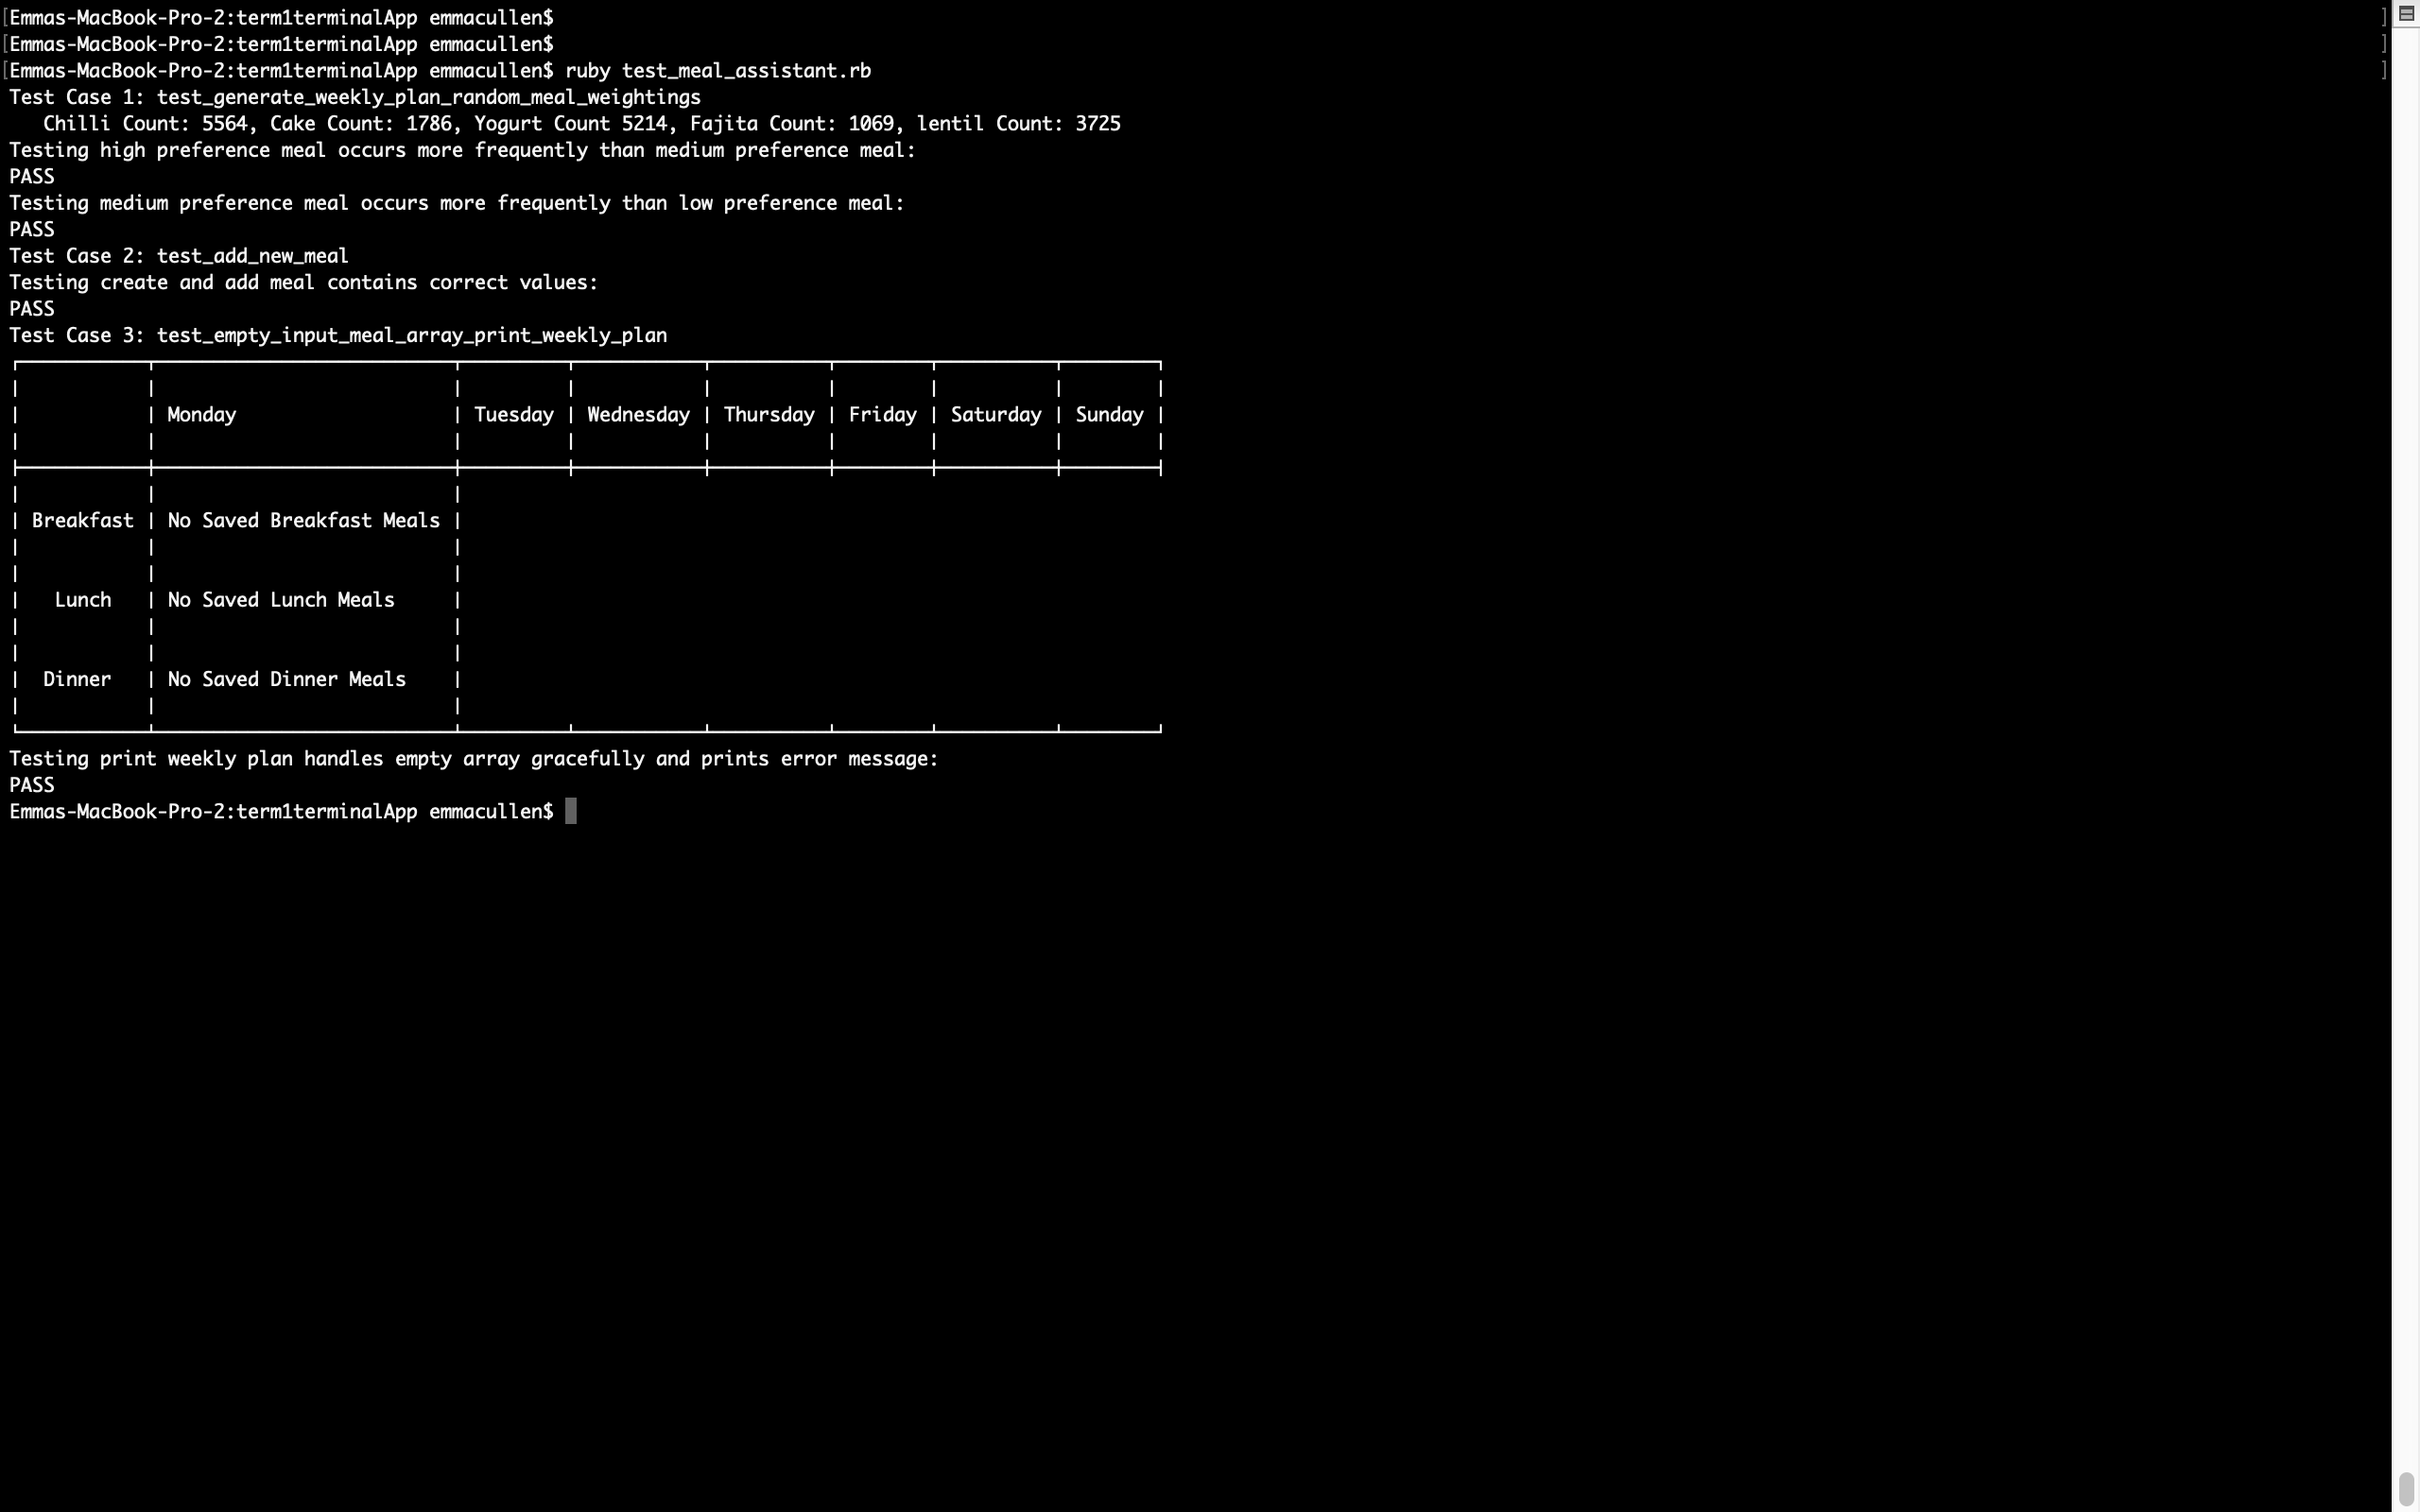 [Emmas-MacBook-Pro-2:term1terminalApp emmacullen$ ]
[Emmas-MacBook-Pro-2:term1terminalApp emmacullen$ ]
[Emmas-MacBook-Pro-2:term1terminalApp emmacullen$ ruby test_meal_assistant.rb ]
Test Case 1: test_generate_weekly_plan_random_meal_weightings
   Chilli Count: 5564, Cake Count: 1786, Yogurt Count 5214, Fajita Count: 1069, lentil Count: 3725
Testing high preference meal occurs more frequently than medium preference meal:
PASS
Testing medium preference meal occurs more frequently than low preference meal:
PASS
Test Case 2: test_add_new_meal
Testing create and add meal contains correct values:
PASS
Test Case 3: test_empty_input_meal_array_print_weekly_plan
Monday Tuesday Wednesday Thursday Friday Saturday Sunday
Breakfast No Saved Breakfast Meals
Lunch No Saved Lunch Meals
Dinner No Saved Dinner Meals
Testing print weekly plan handles empty array gracefully and prints error message:
PASS
Emmas-MacBook-Pro-2:term1terminalApp emmacullen$